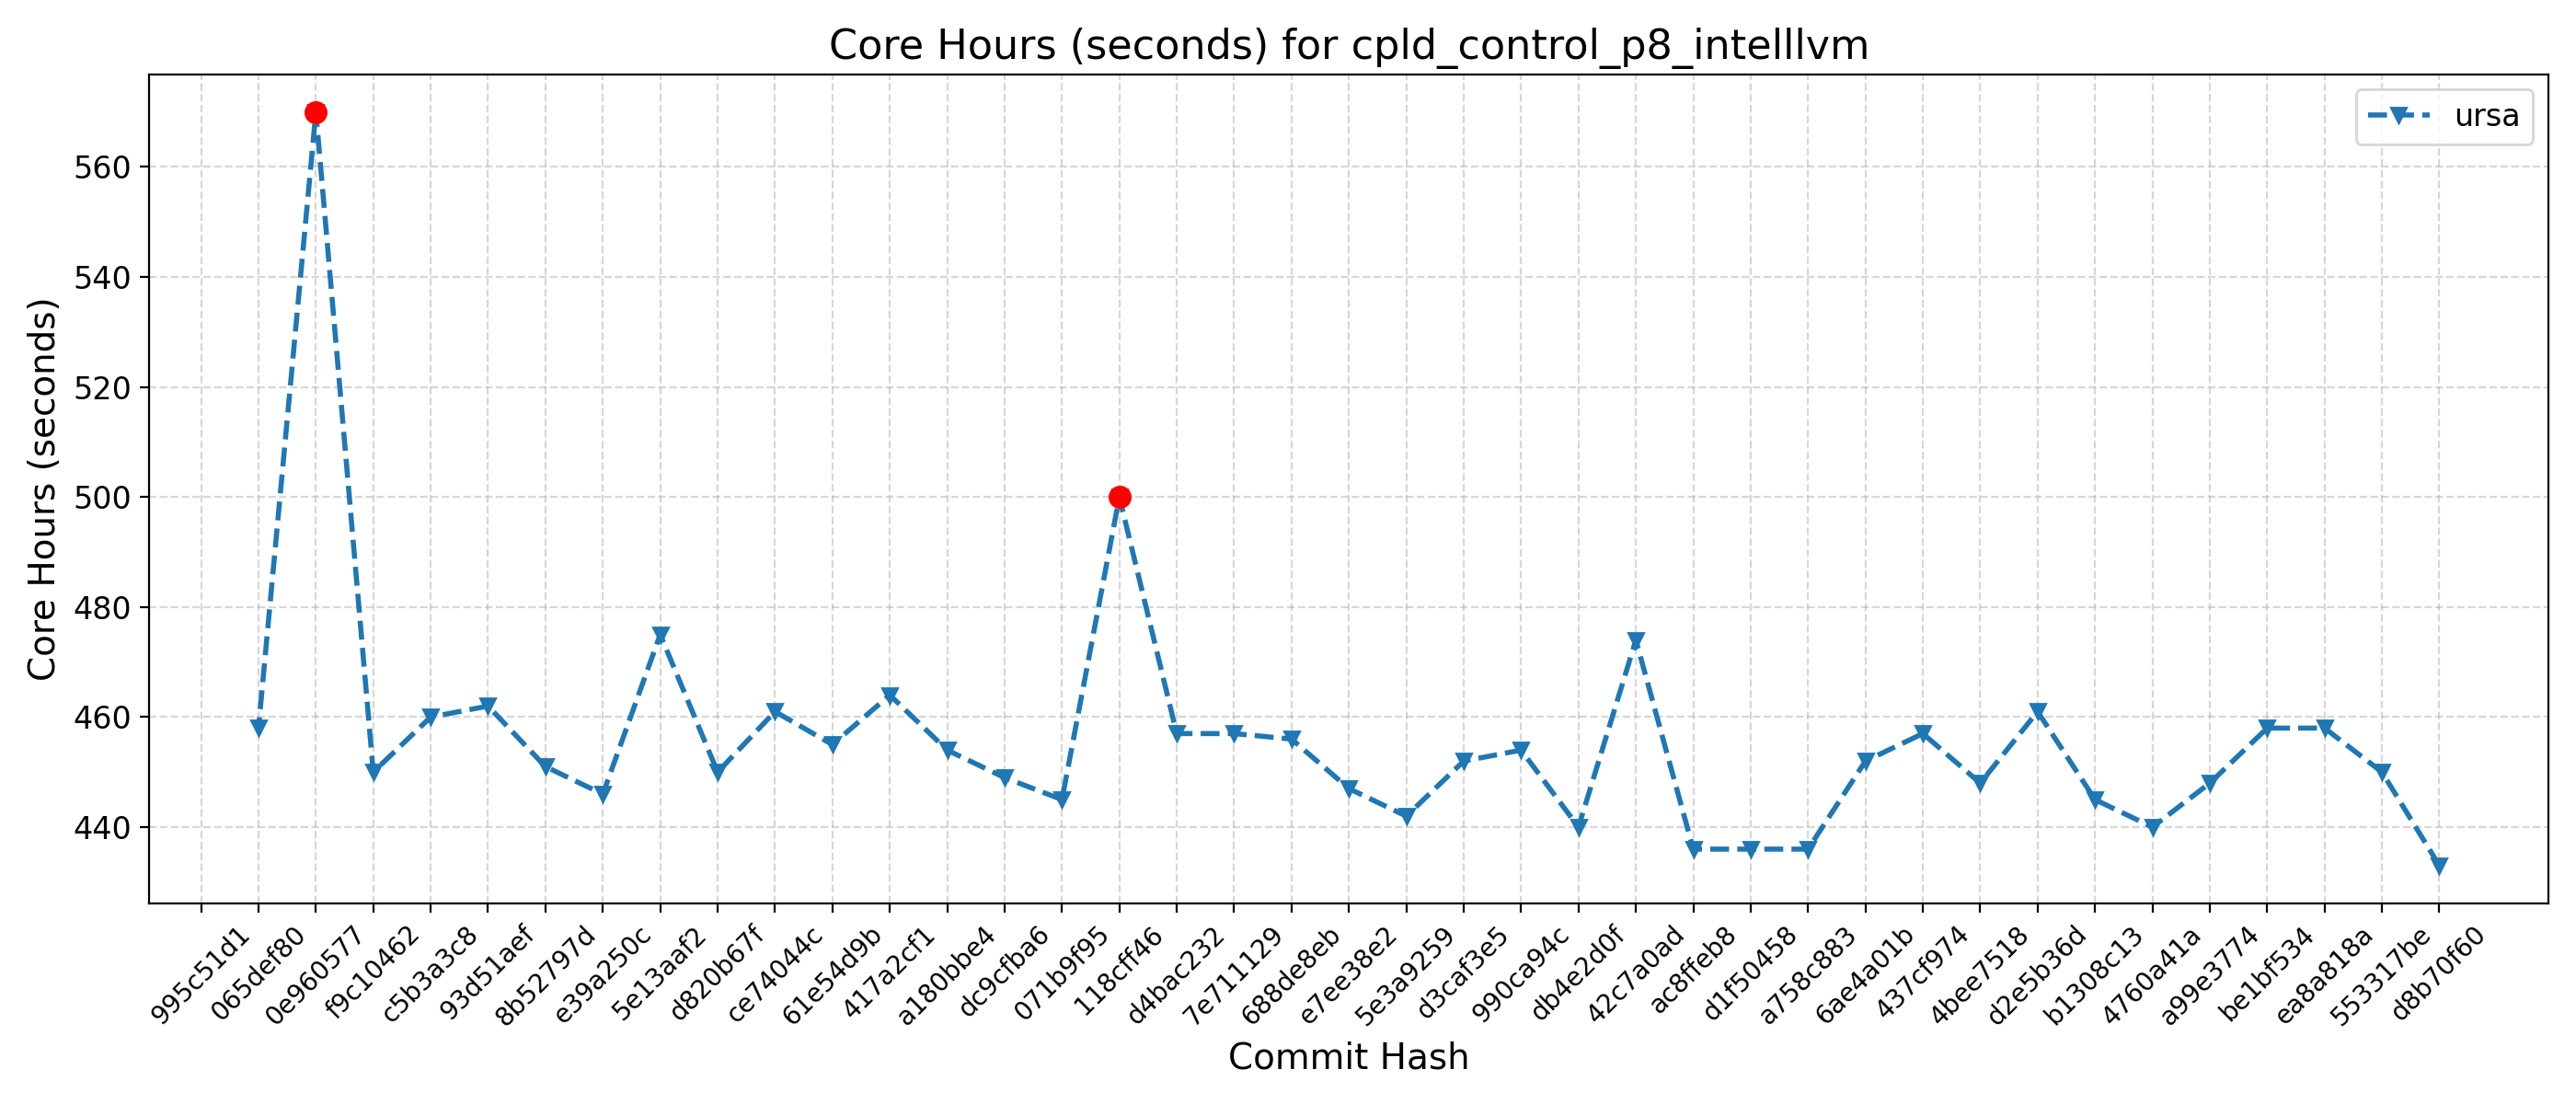 Core Hours (seconds) for cpld_control_p8_intelllvm
ursa
Core Hours (seconds)
560
540
520
500
480
460
440
995c51d1
065def80
0e960577
f9c10462
c5b3a3c8
93d51aef
8b52797d
e39a250c
5e13aaf2
d820b67f
ce74044c
61e54d9b
417a2cf1
a180bbe4
dc9cfba6
071b9f95
118cff46
d4bac232
7e711129
688de8eb
e7ee38e2
5e3a9259
d3caf3e5
990ca94c
db4e2d0f
42c7a0ad
ac8ffeb8
d1f50458
a758c883
6ae4a01b
437cf974
4bee7518
d2e5b36d
b1308c13
4760a41a
a99e3774
be1bf534
ea8a818a
553317be
d8b70f60
Commit Hash